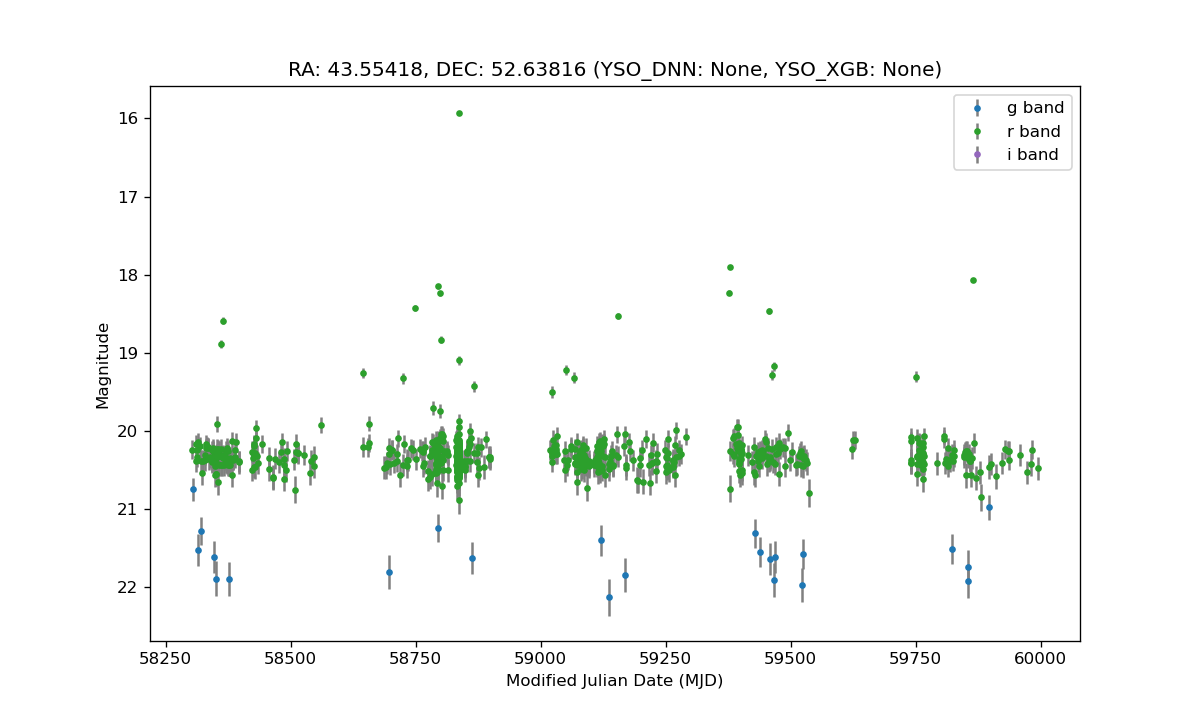 RA: 43.55418, DEC: 52.63816 (YSO_DNN: None, YSO_XGB: None)
g band
r band
i band
16
17
18
19
20
21
22
Magnitude
58250
58500
58750
59000
59250
59500
59750
60000
Modified Julian Date (MJD)